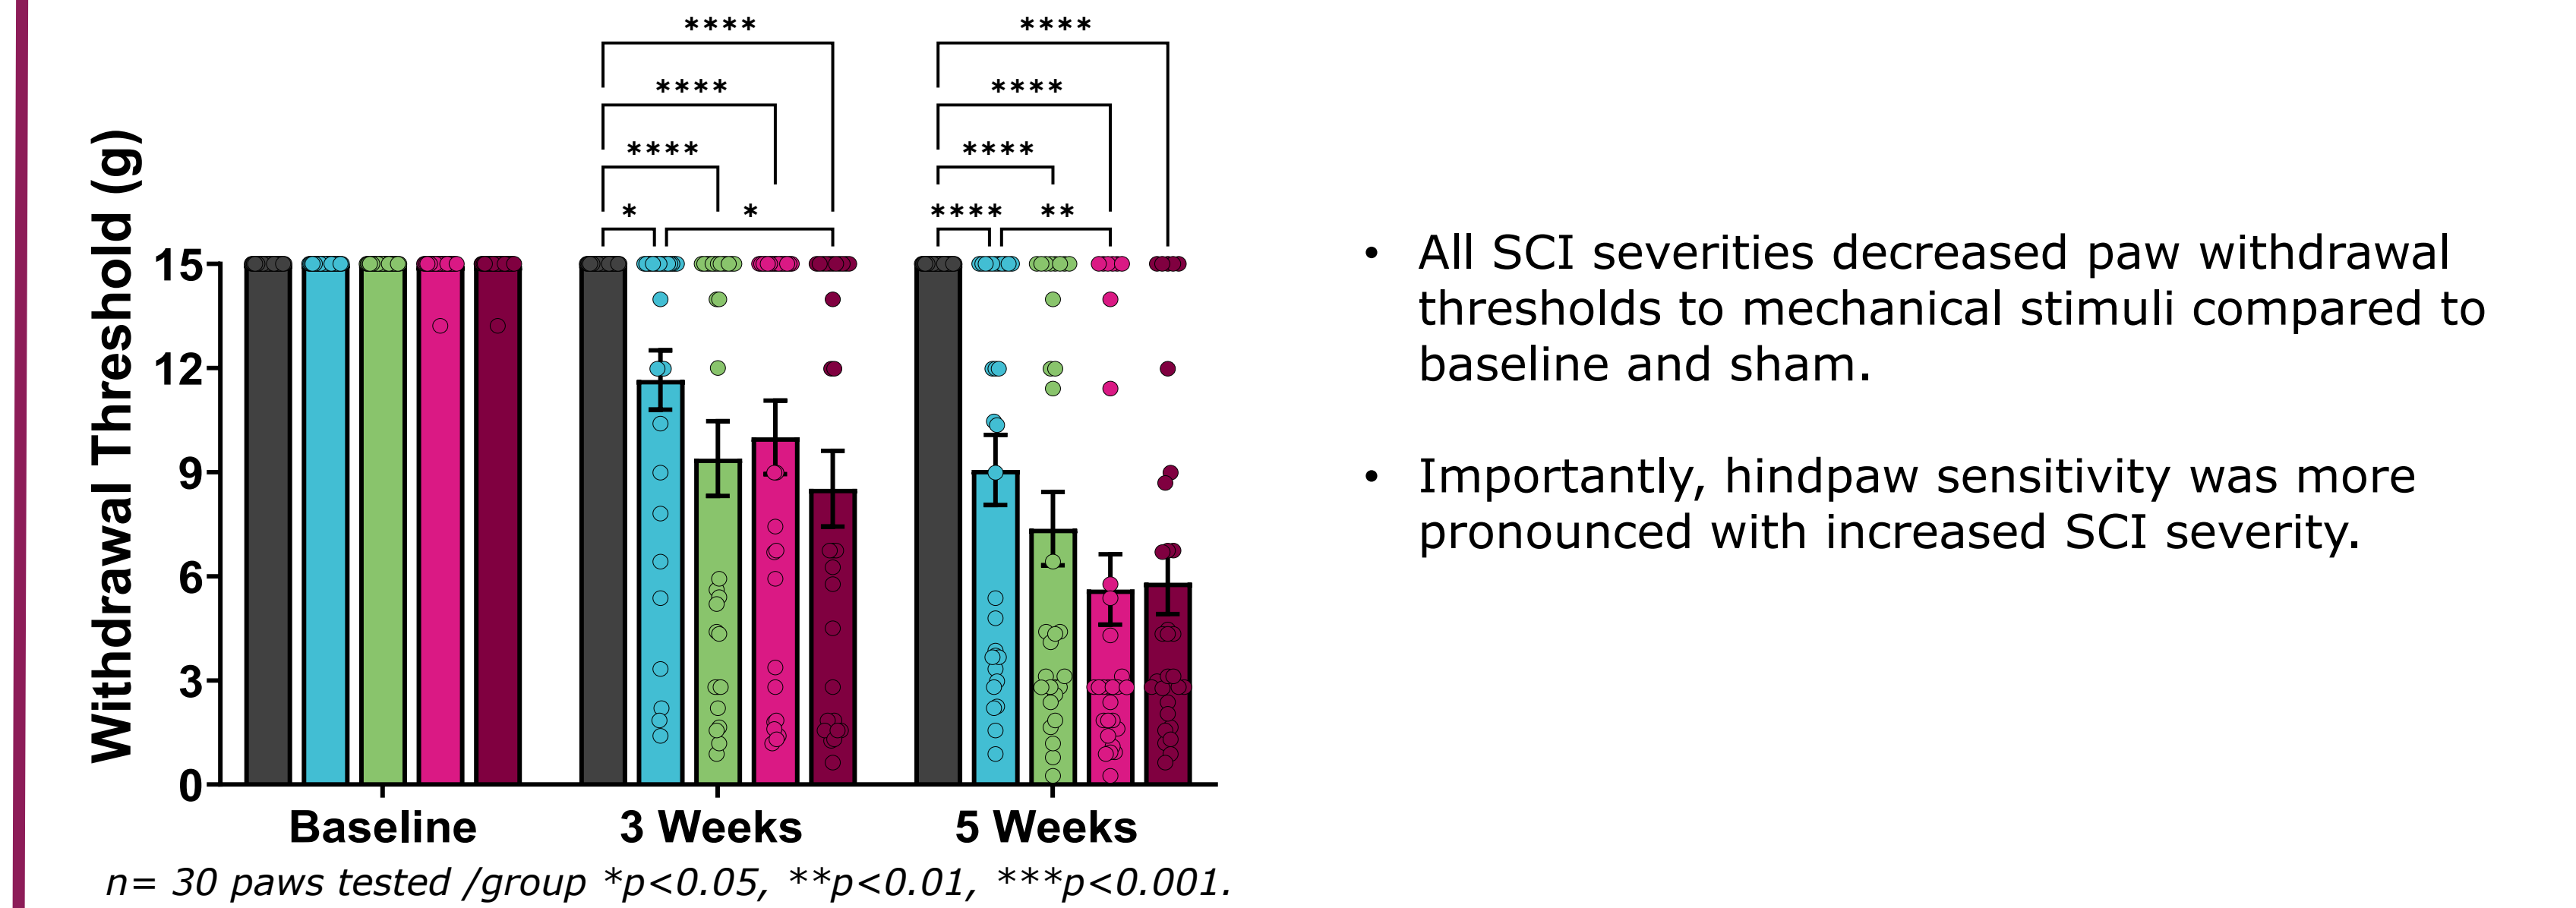 **** ****
**** ****
**** ****
* * **** **
Withdrawal Threshold (g)
15
12
9
6
3
0
Baseline 3 Weeks 5 Weeks
n= 30 paws tested /group *p<0.05, **p<0.01, ***p<0.001.
• All SCI severities decreased paw withdrawal
thresholds to mechanical stimuli compared to
baseline and sham.
• Importantly, hindpaw sensitivity was more
pronounced with increased SCI severity.